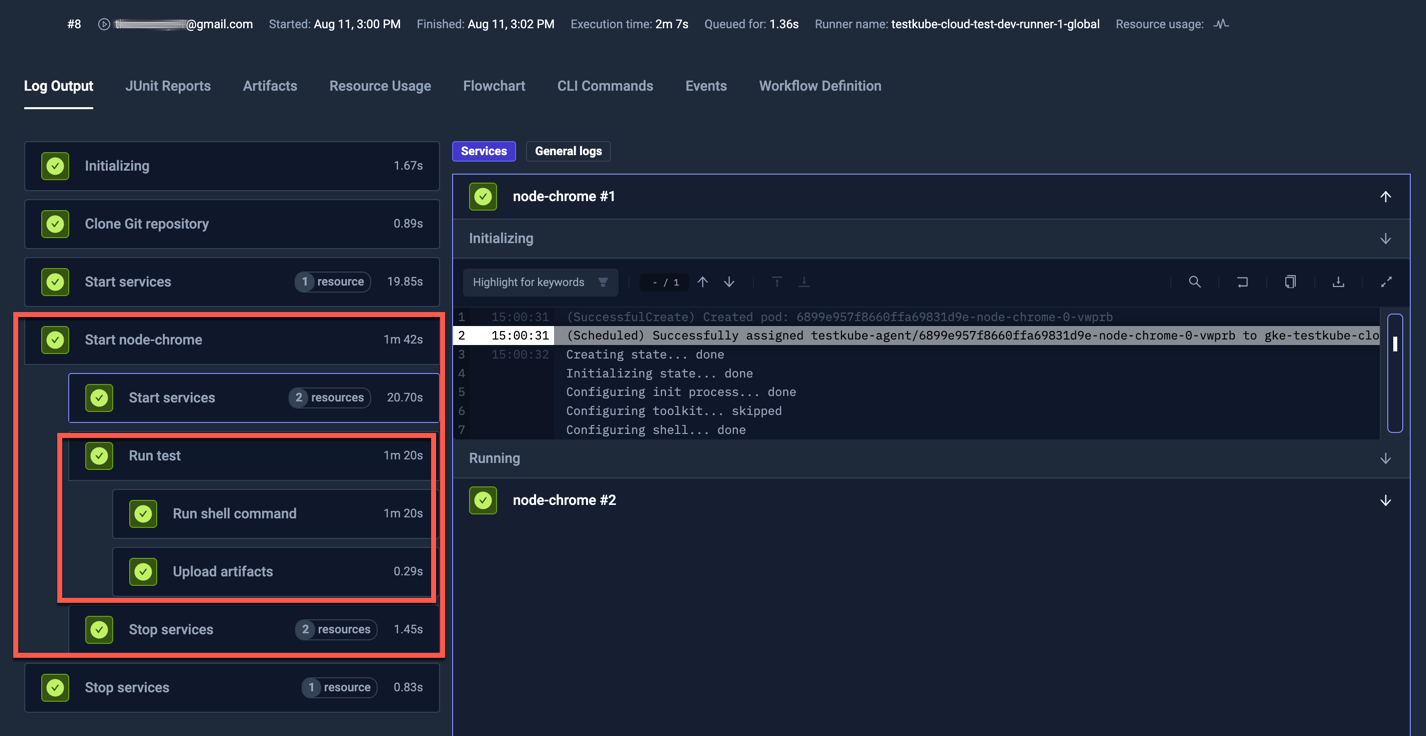 #8 @gmail.com Started: Aug 11, 3:00 PM Finished: Aug 11, 3:02 PM Execution time: 2m 7s Queued for: 1.36s Runner name: testkube-cloud-test-dev-runner-1-global Resource usage:
Log Output JUnit Reports Artifacts Resource Usage Flowchart CLI Commands Events Workflow Definition
Initializing 1.67s
Clone Git repository 0.89s
Start services 1 resource 19.85s
Start node-chrome 1m 42s
Start services 2 resources 20.70s
Run test 1m 20s
Run shell command 1m 20s
Upload artifacts 0.29s
Stop services 2 resources 1.45s
Stop services 1 resource 0.83s
Services General logs
node-chrome #1
Initializing
Highlight for keywords - / 1
1 15:00:31 (SuccessfulCreate) Created pod: 6899e957f8660ffa69831d9e-node-chrome-0-vwprb
2 15:00:31 (Scheduled) Successfully assigned testkube-agent/6899e957f8660ffa69831d9e-node-chrome-0-vwprb to gke-testkube-clo
3 15:00:32 Creating state... done
4 Initializing state... done
5 Configuring init process... done
6 Configuring toolkit... skipped
7 Configuring shell... done
Running
node-chrome #2